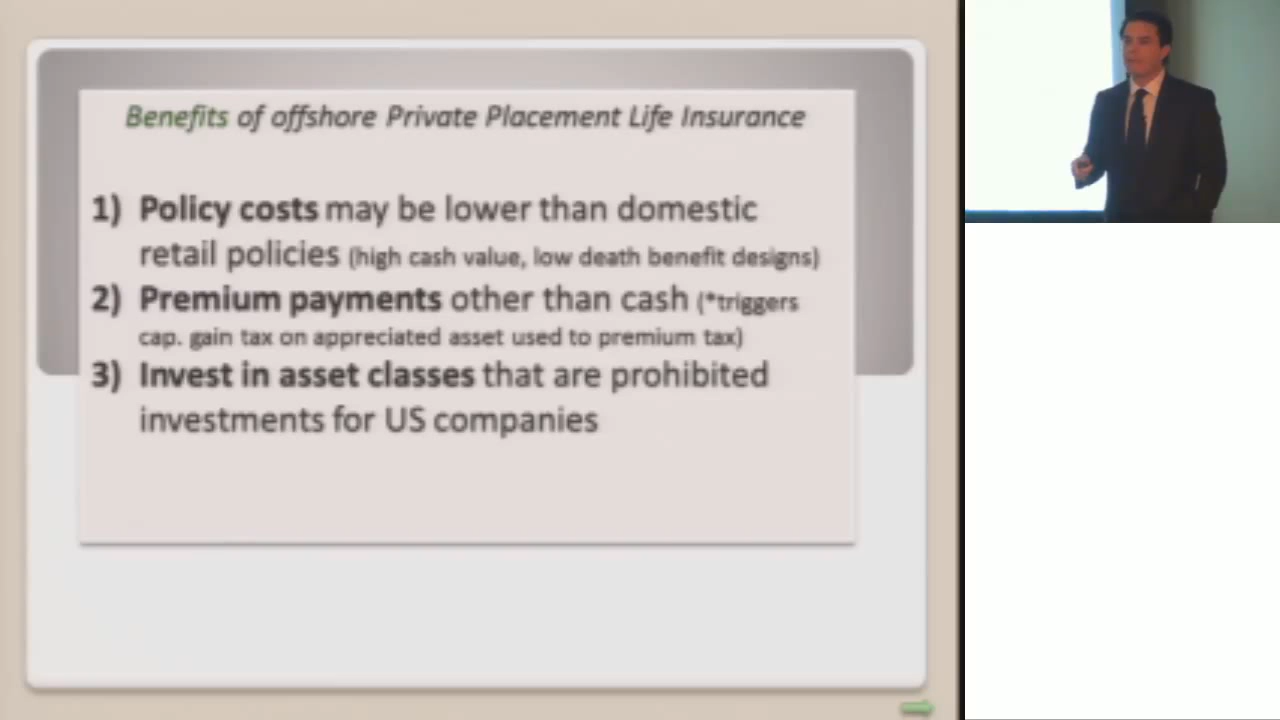 Benefits of offshore Private Placement Life Insurance
1) Policy costs may be lower than domestic
retail policies (high cash value, low death benefit designs)
2) Premium payments other than cash (*triggers
cap. gain tax on appreciated asset used to premium tax)
3) Invest in asset classes that are prohibited
investments for US companies